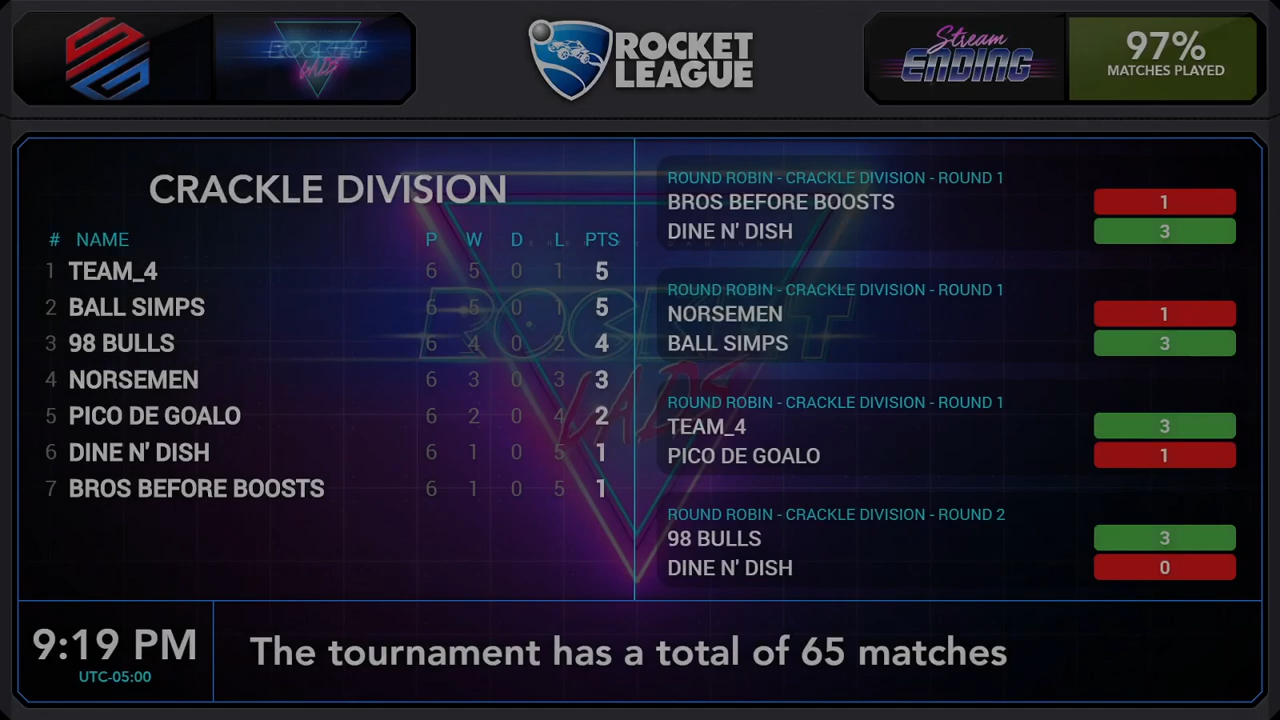 ROCKET
LADS
ROCKET
LEAGUE
Stream
ENDING
97%
MATCHES PLAYED
CRACKLE DIVISION
# NAME P W D L PTS
1 TEAM_4 6 5 0 1 5
2 BALL SIMPS 6 5 0 1 5
3 98 BULLS 6 4 0 2 4
4 NORSEMEN 6 3 0 3 3
5 PICO DE GOALO 6 2 0 4 2
6 DINE N' DISH 6 1 0 5 1
7 BROS BEFORE BOOSTS 6 1 0 5 1
ROCKET
LADS
ROUND ROBIN - CRACKLE DIVISION - ROUND 1
BROS BEFORE BOOSTS 1
DINE N' DISH 3
ROUND ROBIN - CRACKLE DIVISION - ROUND 1
NORSEMEN 1
BALL SIMPS 3
ROUND ROBIN - CRACKLE DIVISION - ROUND 1
TEAM_4 3
PICO DE GOALO 1
ROUND ROBIN - CRACKLE DIVISION - ROUND 2
98 BULLS 3
DINE N' DISH 0
9:19 PM
UTC-05:00
The tournament has a total of 65 matches